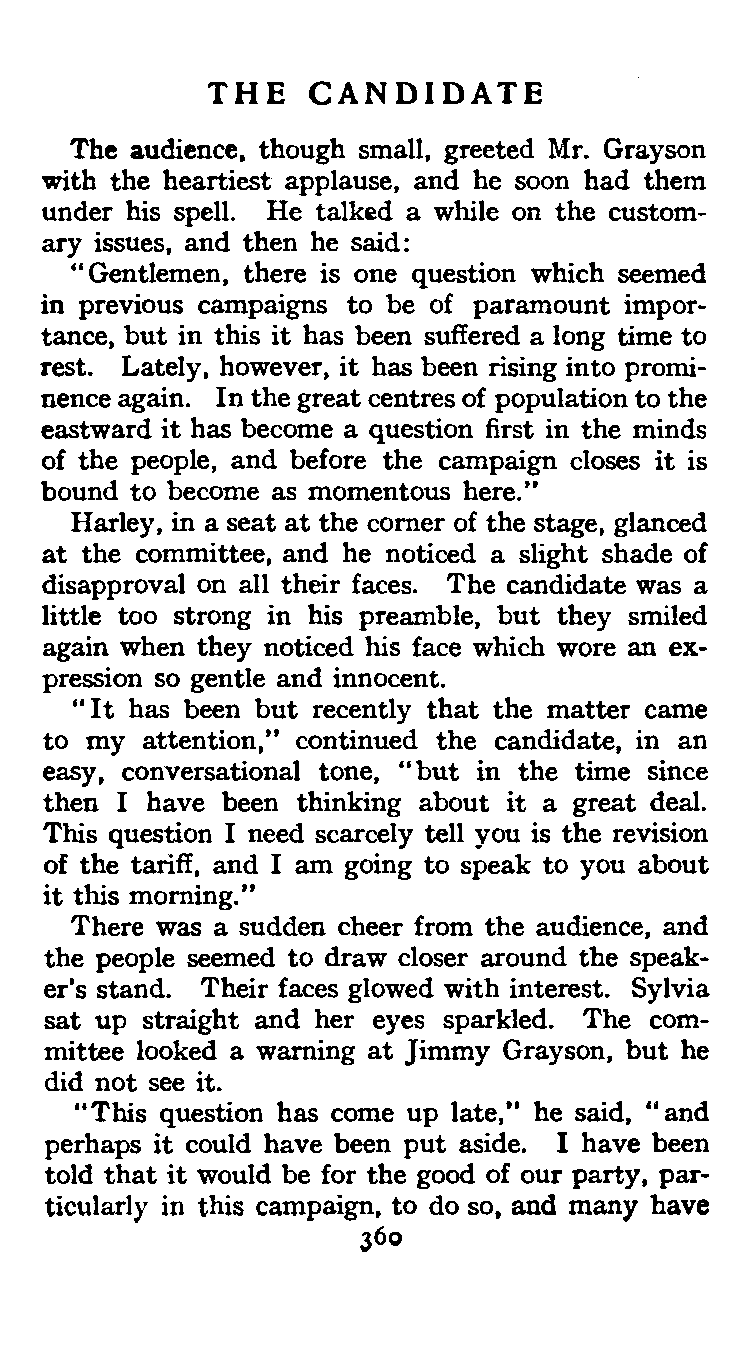 THE CANDIDATE
The audience, though small, greeted Mr. Grayson
with the heartiest applause, and he soon had them
under his spell. He talked a while on the custom-
ary issues, and then he said:
"Gentlemen, there is one question which seemed
in previous campaigns to be of paramount impor-
tance, but in this it has been suffered a long time to
rest. Lately, however, it has been rising into promi-
nence again. In the great centres of population to the
eastward it has become a question first in the minds
of the people, and before the campaign closes it is
bound to become as momentous here."
Harley, in a seat at the corner of the stage, glanced
at the committee, and he noticed a slight shade of
disapproval on all their faces. The candidate was a
little too strong in his preamble, but they smiled
again when they noticed his face which wore an ex-
pression so gentle and innocent.
"It has been but recently that the matter came
to my attention," continued the candidate, in an
easy, conversational tone, "but in the time since
then I have been thinking about it a great deal.
This question I need scarcely tell you is the revision
of the tariff, and I am going to speak to you about
it this morning."
There was a sudden cheer from the audience, and
the people seemed to draw closer around the speak-
er's stand. Their faces glowed with interest. Sylvia
sat up straight and her eyes sparkled. The com-
mittee looked a warning at Jimmy Grayson, but he
did not see it.
"This question has come up late," he said, "and
perhaps it could have been put aside. I have been
told that it would be for the good of our party, par-
ticularly in this campaign, to do so, and many have
360